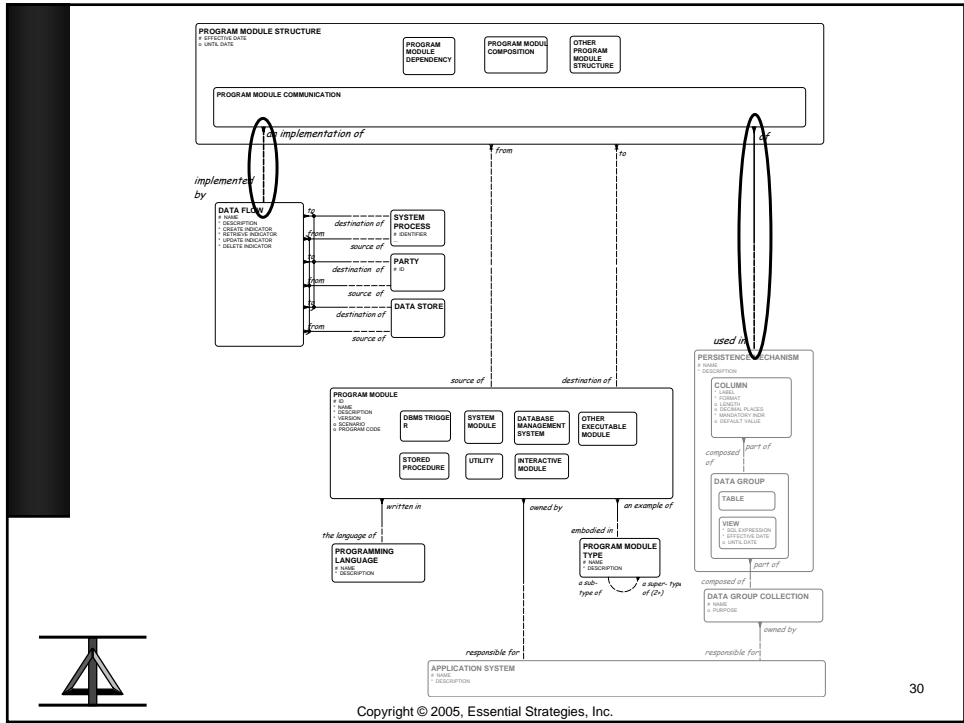 PROGRAM MODULE STRUCTURE
# EFFECTIVE DATE
o UNTIL DATE
PROGRAM
MODULE
DEPENDENCY
PROGRAM MODUL
COMPOSITION
OTHER
PROGRAM
MODULE
STRUCTURE
PROGRAM MODULE COMMUNICATION
an implementation of
of
from
to
implemented
by
DATA FLOW
# NAME
* DESCRIPTION
* CREATE INDICATOR
* RETRIEVE INDICATOR
* UPDATE INDICATOR
* DELETE INDICATOR
to
destination of
from
source of
to
destination of
from
source of
to
destination of
from
source of
SYSTEM
PROCESS
# IDENTIFIER
...
PARTY
# ID
DATA STORE
used in
PERSISTENCE MECHANISM
# NAME
* DESCRIPTION
COLUMN
* LABEL
* FORMAT
o LENGTH
o DECIMAL PLACES
* MANDATORY INDR
o DEFAULT VALUE
composed
of
part of
DATA GROUP
TABLE
VIEW
* SQL EXPRESSION
* EFFECTIVE DATE
o UNTIL DATE
part of
composed of
DATA GROUP COLLECTION
# NAME
o PURPOSE
owned by
responsible for
source of
destination of
PROGRAM MODULE
# ID
* NAME
* DESCRIPTION
* VERSION
o SCENARIO
o PROGRAM CODE
DBMS TRIGGE
R
SYSTEM
MODULE
DATABASE
MANAGEMENT
SYSTEM
OTHER
EXECUTABLE
MODULE
STORED
PROCEDURE
UTILITY
INTERACTIVE
MODULE
written in
owned by
an example of
the language of
embodied in
PROGRAMMING
LANGUAGE
# NAME
* DESCRIPTION
PROGRAM MODULE
TYPE
# NAME
* DESCRIPTION
a sub-
type of
a super- type
of (2+)
responsible for
APPLICATION SYSTEM
# NAME
* DESCRIPTION
30
Copyright © 2005, Essential Strategies, Inc.